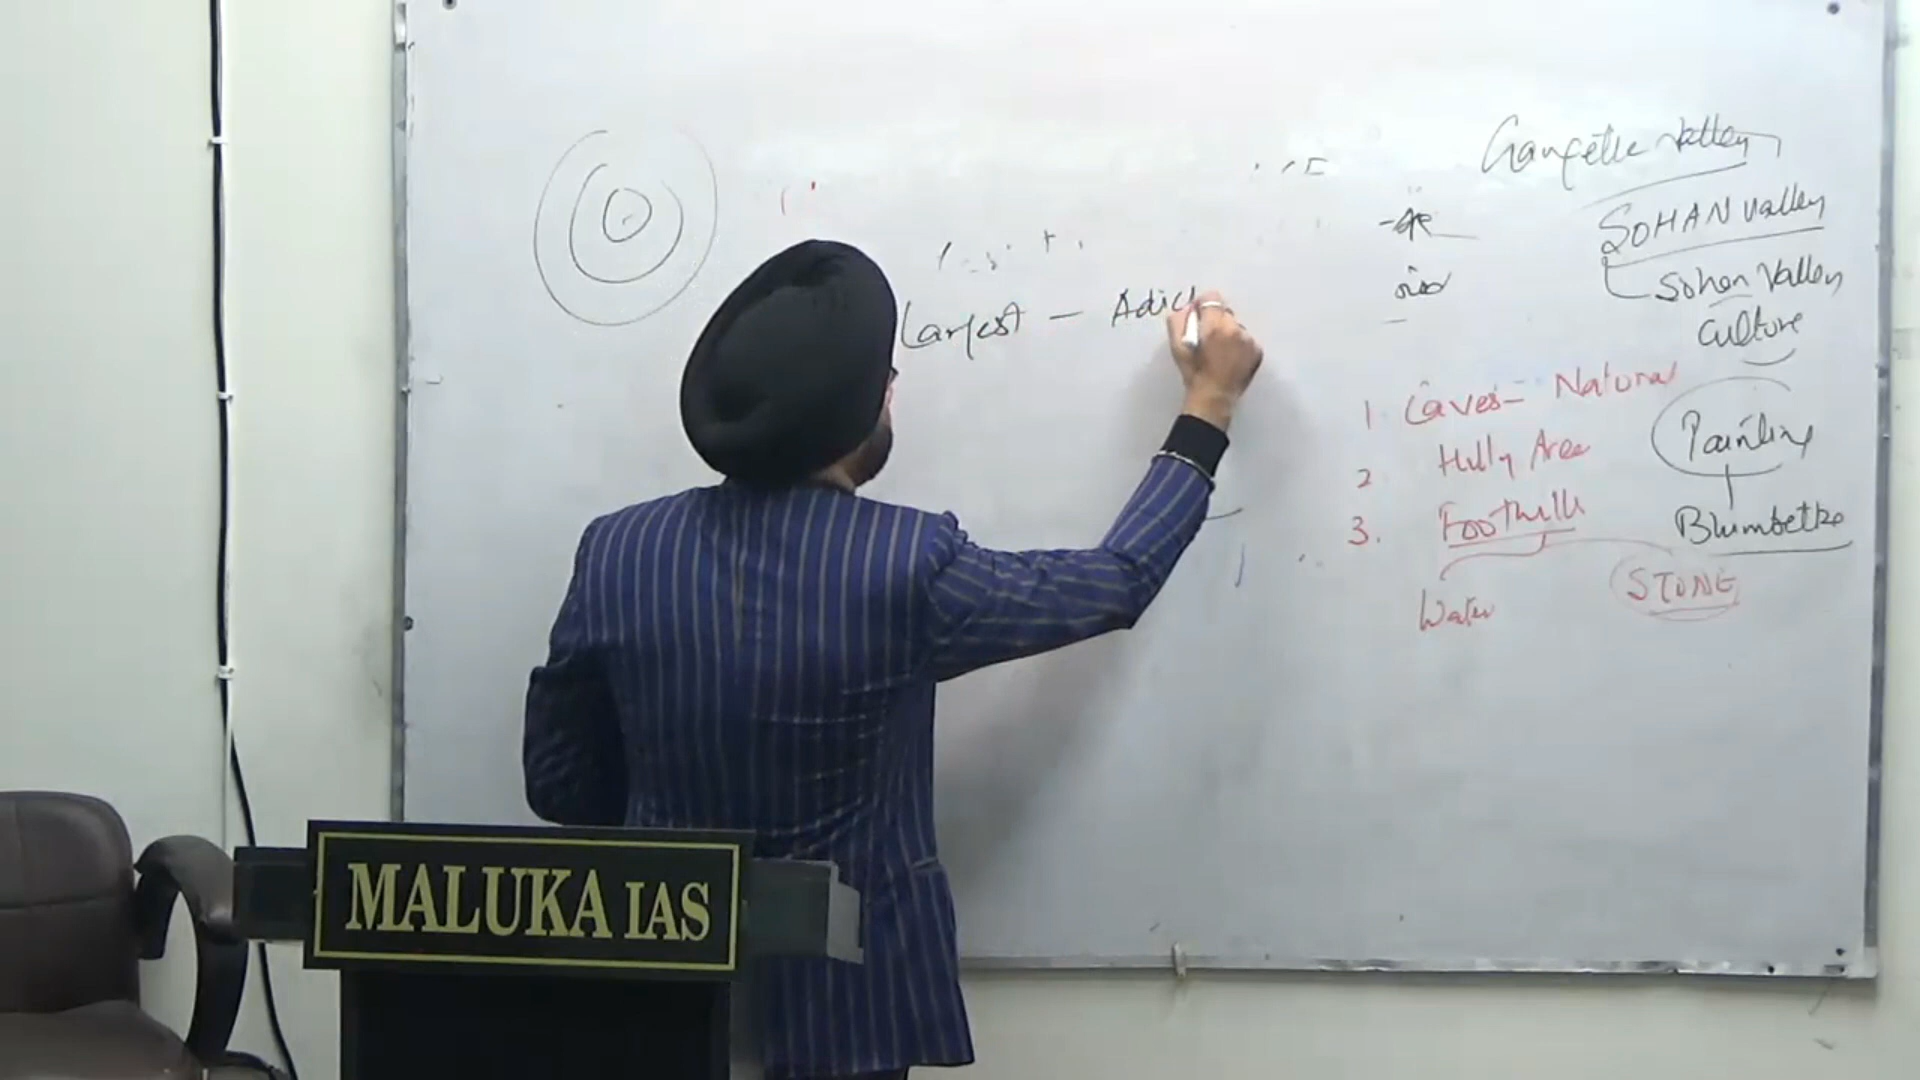 Gangetic Valley
SOHAN Valley
Sohan Valley
Culture
Largest - Adic
1. Caves - Natural
2. Hilly Area
3. Foothills
Water
STONE
Painting
Bhimbetka
MALUKA IAS